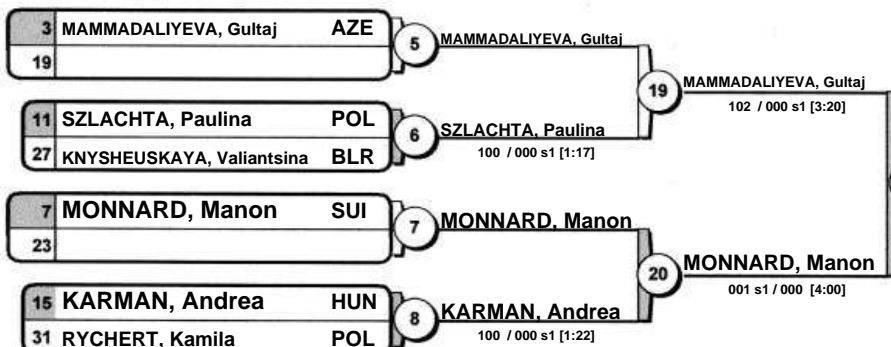 3 MAMMADALIYEVA, Gultaj AZE
19
5
MAMMADALIYEVA, Gultaj
19
MAMMADALIYEVA, Gultaj
102 / 000 s1 [3:20]
11 SZLACHTA, Paulina POL
27 KNYSHEUSKAYA, Valiantsina BLR
6
SZLACHTA, Paulina
100 / 000 s1 [1:17]
7 MONNARD, Manon SUI
23
7
MONNARD, Manon
20
MONNARD, Manon
001 s1 / 000 [4:00]
15 KARMAN, Andrea HUN
31 RYCHERT, Kamila POL
8
KARMAN, Andrea
100 / 000 s1 [1:22]